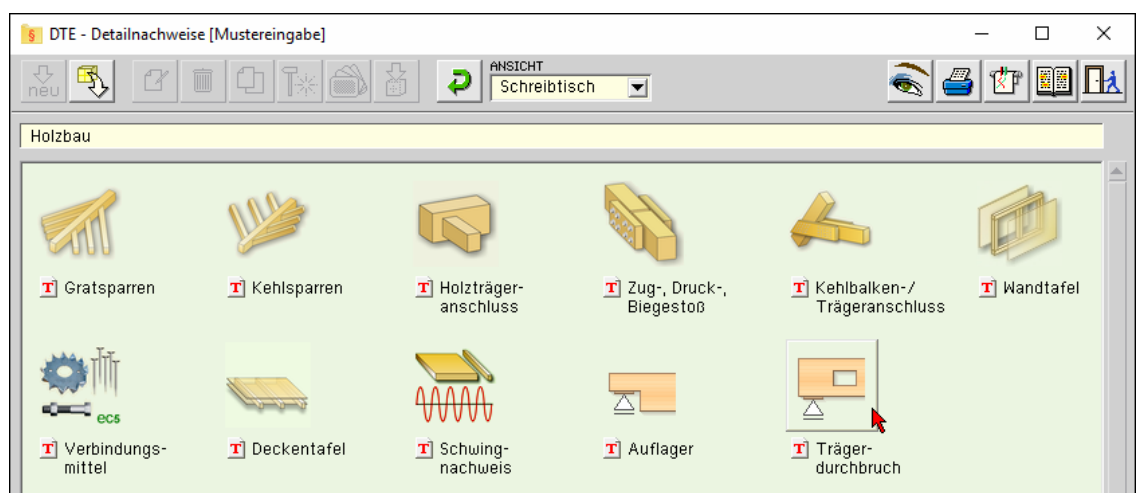 § DTE - Detailnachweise [Mustereingabe]
neu
ANSICHT
Schreibtisch
Holzbau
T Gratsparren
T Kehlsparren
T Holzträger-
anschluss
T Zug-, Druck-,
Biegestoß
T Kehlbalken-/
Trägeranschluss
T Wandtafel
ec5
T Verbindungs-
mittel
T Deckentafel
T Schwing-
nachweis
T Auflager
T Träger-
durchbruch